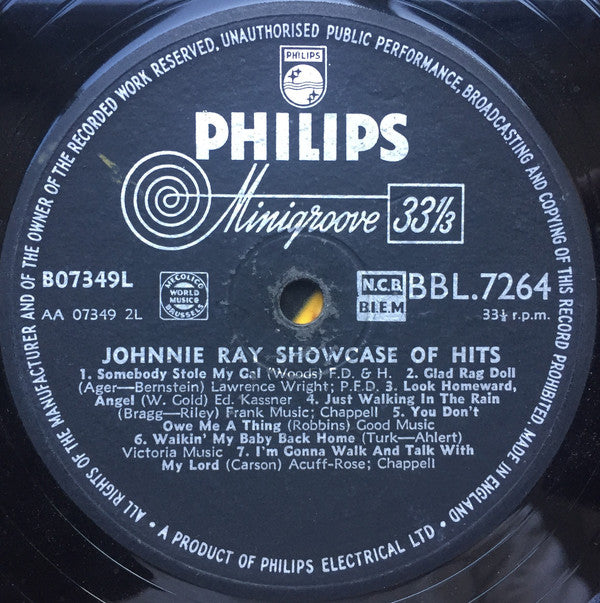 ALL RIGHTS OF THE MANUFACTURER AND OF THE OWNER OF THE RECORDED WORK RESERVED, UNAUTHORISED PUBLIC PERFORMANCE, BROADCASTING AND COPYING OF THIS RECORD PROHIBITED. MADE IN ENGLAND
PHILIPS
PHILIPS
Minigroove 33⅓
B07349L
MECOLICO
WORLD
MUSIC
BRUSSELS
N.C.B.
B.I.E.M
BBL.7264
AA 07349 2L
33⅓ r.p.m.
JOHNNIE RAY SHOWCASE OF HITS
1. Somebody Stole My Gal (Woods) F.D. & H. 2. Glad Rag Doll
(Ager—Bernstein) Lawrence Wright; P.F.D. 3. Look Homeward,
Angel (W. Gold) Ed. Kassner 4. Just Walking In The Rain
(Bragg—Riley) Frank Music; Chappell 5. You Don't
Owe Me A Thing (Robbins) Good Music
6. Walkin' My Baby Back Home (Turk—Ahlert)
Victoria Music 7. I'm Gonna Walk And Talk With
My Lord (Carson) Acuff-Rose; Chappell
• A PRODUCT OF PHILIPS ELECTRICAL LTD •